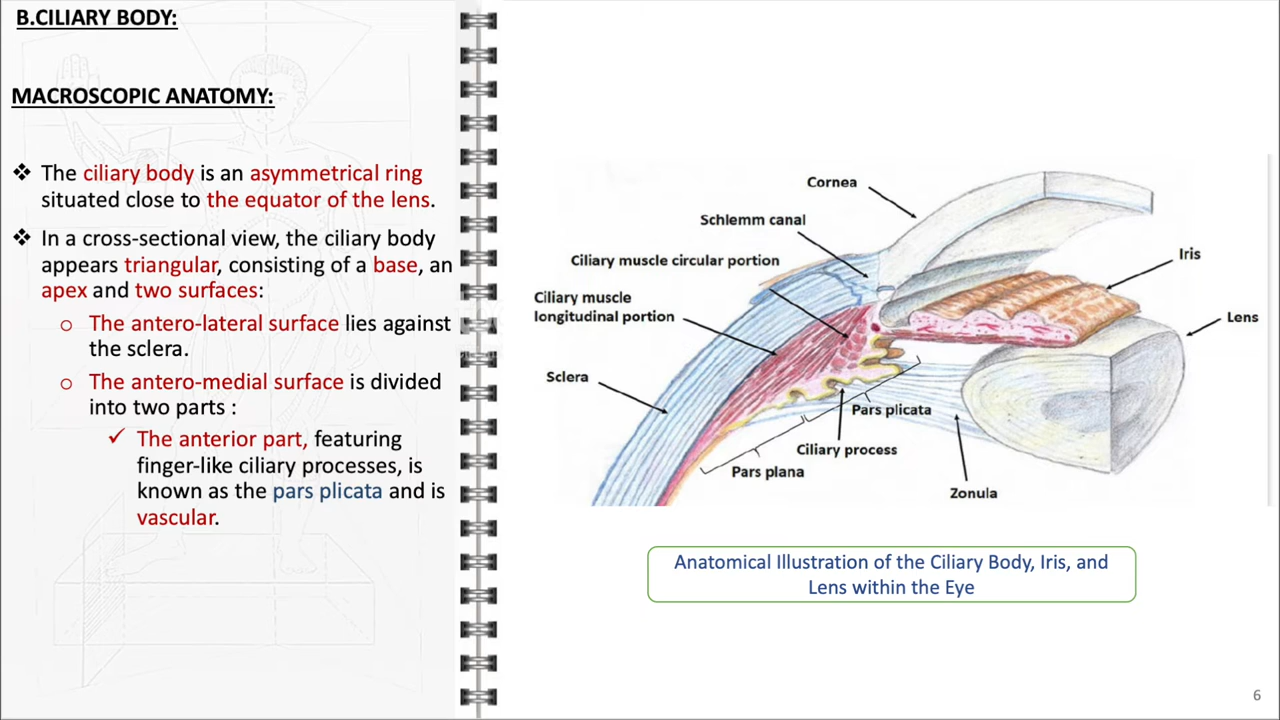 B.CILIARY BODY:
MACROSCOPIC ANATOMY:
❖ The ciliary body is an asymmetrical ring
situated close to the equator of the lens.
❖ In a cross-sectional view, the ciliary body
appears triangular, consisting of a base, an
apex and two surfaces:
o The antero-lateral surface lies against
the sclera.
o The antero-medial surface is divided
into two parts :
✓ The anterior part, featuring
finger-like ciliary processes, is
known as the pars plicata and is
vascular.
Cornea
Schlemm canal
Ciliary muscle circular portion
Iris
Ciliary muscle
longitudinal portion
Lens
Sclera
Pars plicata
Ciliary process
Pars plana
Zonula
Anatomical Illustration of the Ciliary Body, Iris, and
Lens within the Eye
6